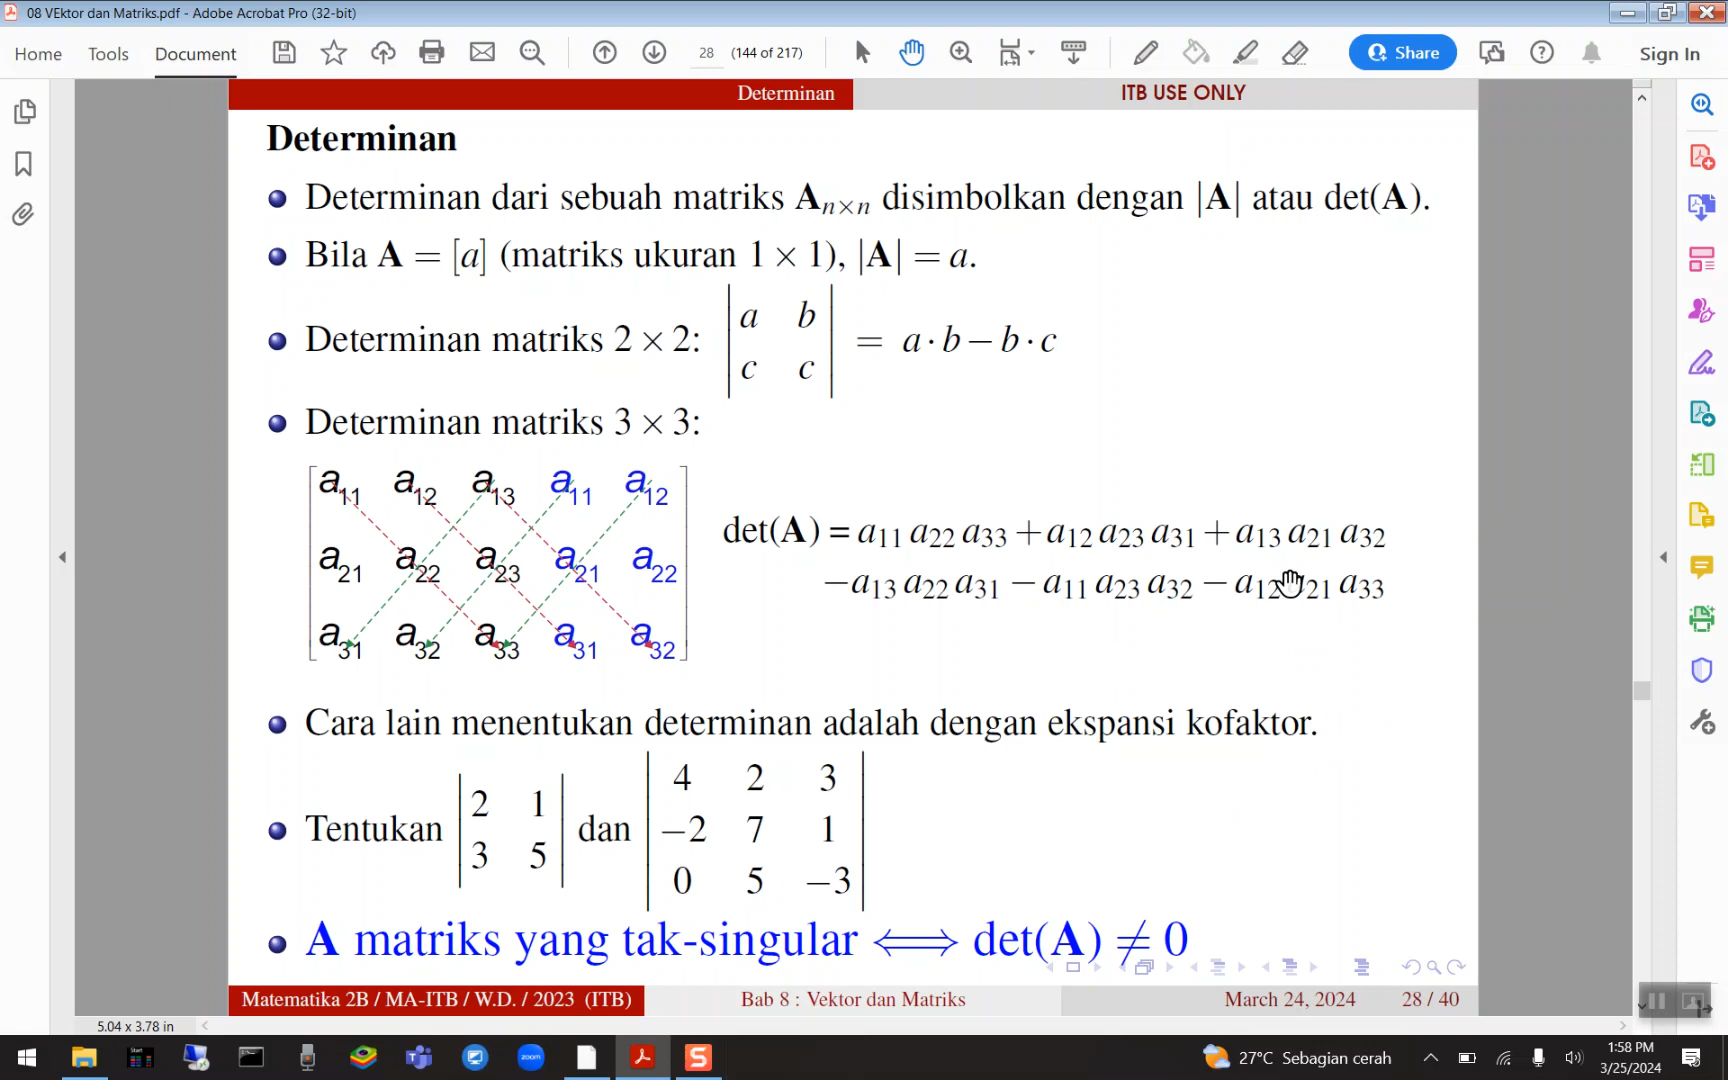 08 VEktor dan Matriks.pdf - Adobe Acrobat Pro (32-bit)
Home Tools Document 28 (144 of 217) Share Sign In
Determinan ITB USE ONLY
Determinan
Determinan dari sebuah matriks A_{n×n} disimbolkan dengan |A| atau det(A).
Bila A = [a] (matriks ukuran 1 × 1), |A| = a.
Determinan matriks 2 × 2: | a b | = a · b − b · c
| c c |
Determinan matriks 3 × 3:
a11 a12 a13 a11 a12
a21 a22 a23 a21 a22
a31 a32 a33 a31 a32
det(A) = a11 a22 a33 + a12 a23 a31 + a13 a21 a32
−a13 a22 a31 − a11 a23 a32 − a12 21 a33
Cara lain menentukan determinan adalah dengan ekspansi kofaktor.
Tentukan | 2 1 | dan | 4 2 3 |
| 3 5 | | −2 7 1 |
| 0 5 −3 |
A matriks yang tak-singular ⟺ det(A) ≠ 0
Matematika 2B / MA-ITB / W.D. / 2023 (ITB) Bab 8 : Vektor dan Matriks March 24, 2024 28 / 40
5.04 x 3.78 in
Start
zoom
S
27°C Sebagian cerah
1:58 PM
3/25/2024